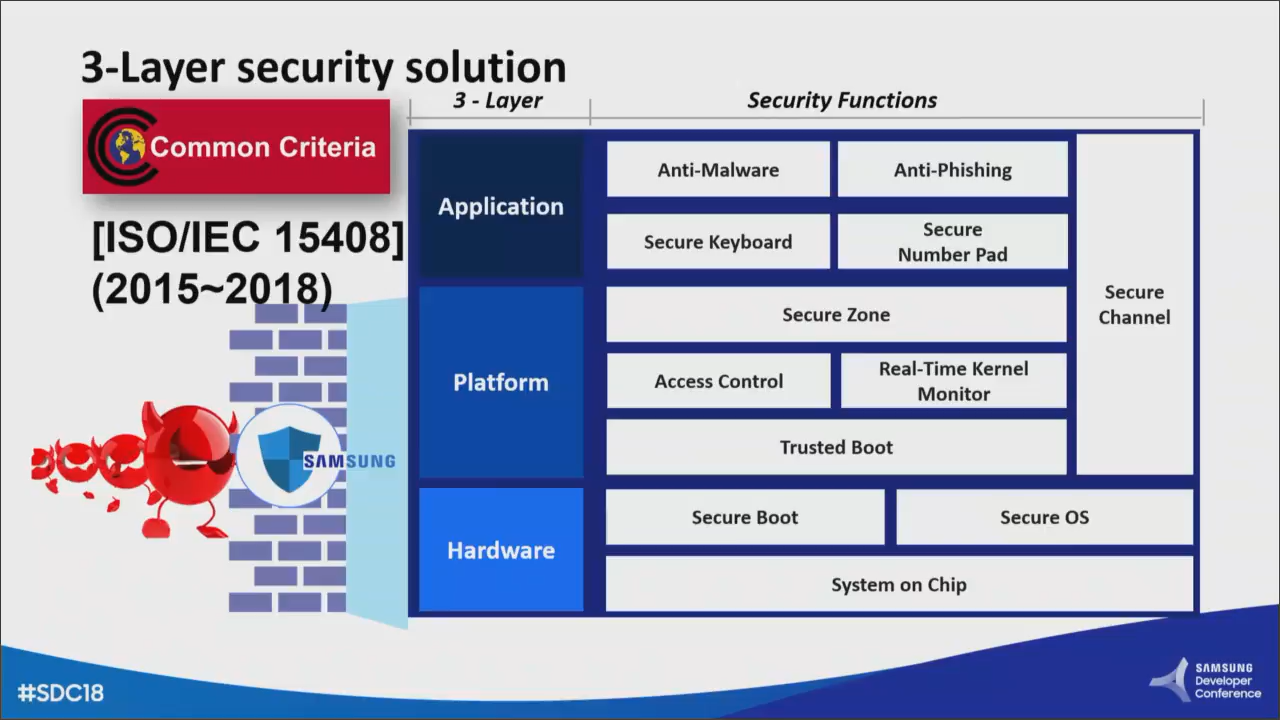 3-Layer security solution
3 - Layer
Security Functions
Common Criteria
[ISO/IEC 15408]
(2015~2018)
SAMSUNG
Application
Anti-Malware
Anti-Phishing
Secure Keyboard
Secure
Number Pad
Secure
Channel
Platform
Secure Zone
Access Control
Real-Time Kernel
Monitor
Trusted Boot
Hardware
Secure Boot
Secure OS
System on Chip
#SDC18
SAMSUNG
Developer
Conference